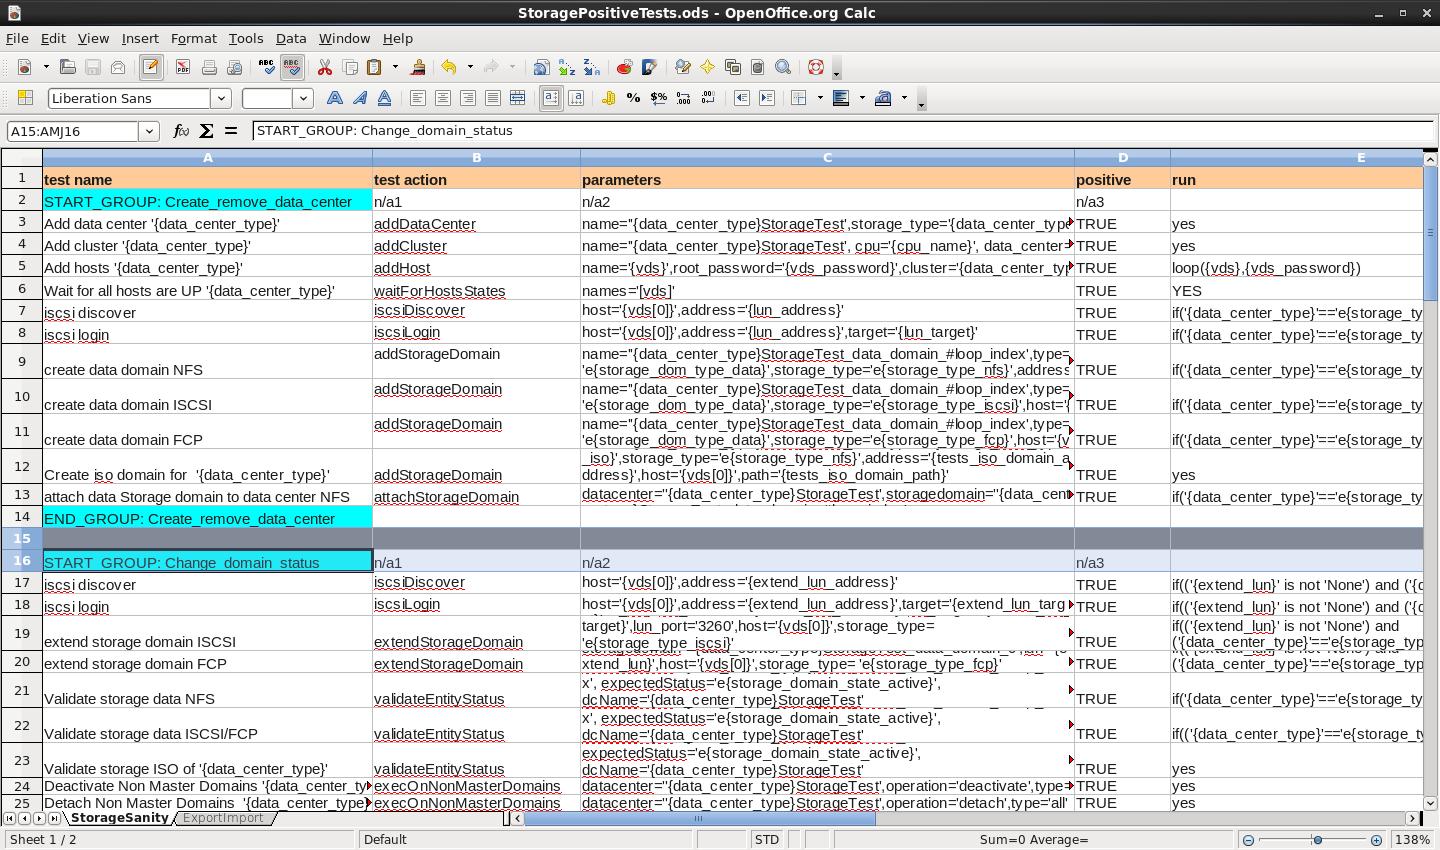 StoragePositiveTests.ods - OpenOffice.org Calc
File Edit View Insert Format Tools Data Window Help
Liberation Sans
A15:AMJ16 START_GROUP: Change_domain_status
A B C D E
1 test name test action parameters positive run
2 START_GROUP: Create_remove_data_center n/a1 n/a2 n/a3
3 Add data center '{data_center_type}' addDataCenter name="{data_center_type}StorageTest',storage_type='{data_center_type TRUE yes
4 Add cluster '{data_center_type}' addCluster name="{data_center_type}StorageTest', cpu='{cpu_name}', data_center= TRUE yes
5 Add hosts '{data_center_type}' addHost name='{vds}',root_password='{vds_password}',cluster='{data_center_typ TRUE loop({vds},{vds_password})
6 Wait for all hosts are UP '{data_center_type}' waitForHostsStates names='[vds]' TRUE YES
7 iscsi discover iscsiDiscover host='{vds[0]}',address='{lun_address}' TRUE if('{data_center_type}'=='e{storage_ty
8 iscsi login iscsiLogin host='{vds[0]}',address='{lun_address}',target='{lun_target}' TRUE if('{data_center_type}'=='e{storage_ty
9 create data domain NFS addStorageDomain name="{data_center_type}StorageTest_data_domain_#loop_index',type=
'e{storage_dom_type_data}',storage_type='e{storage_type_nfs}',address TRUE if('{data_center_type}'=='e{storage_ty
10 create data domain ISCSI addStorageDomain name="{data_center_type}StorageTest_data_domain_#loop_index',type=
'e{storage_dom_type_data}',storage_type='e{storage_type_iscsi}',host='{ TRUE if('{data_center_type}'=='e{storage_ty
11 create data domain FCP addStorageDomain name="{data_center_type}StorageTest_data_domain_#loop_index',type=
'e{storage_dom_type_data}',storage_type='e{storage_type_fcp}',host='{v TRUE if('{data_center_type}'=='e{storage_ty
12 _iso}',storage_type='e{storage_type_nfs}',address='{tests_iso_domain_a
Create iso domain for '{data_center_type}' addStorageDomain ddress}',host='{vds[0]}',path='{tests_iso_domain_path}' TRUE yes
13 attach data Storage domain to data center NFS attachStorageDomain datacenter="{data_center_type}StorageTest',storagedomain="{data_cent TRUE if('{data_center_type}'=='e{storage_ty
14 END_GROUP: Create_remove_data_center
15
16 START_GROUP: Change_domain_status n/a1 n/a2 n/a3
17 iscsi discover iscsiDiscover host='{vds[0]}',address='{extend_lun_address}' TRUE if(('{extend_lun}' is not 'None') and ('{d
18 iscsi login iscsiLogin host='{vds[0]}',address='{extend_lun_address}',target='{extend_lun_targ TRUE if(('{extend_lun}' is not 'None') and ('{d
19 target}',lun_port='3260',host='{vds[0]}',storage_type= if(('{extend_lun}' is not 'None') and
extend storage domain ISCSI extendStorageDomain 'e{storage_type_iscsi}' TRUE ('{data_center_type}'=='e{storage_typ
20 extend storage domain FCP extendStorageDomain xtend_lun}',host='{vds[0]}',storage_type= 'e{storage_type_fcp}' TRUE ('{data_center_type}'=='e{storage_typ
21 x', expectedStatus='e{storage_domain_state_active}',
Validate storage data NFS validateEntityStatus dcName='{data_center_type}StorageTest' TRUE if('{data_center_type}'=='e{storage_ty
22 x', expectedStatus='e{storage_domain_state_active}',
Validate storage data ISCSI/FCP validateEntityStatus dcName="{data_center_type}StorageTest' TRUE if(('{data_center_type}'=='e{storage_ty
23 expectedStatus='e{storage_domain_state_active}',
Validate storage ISO of '{data_center_type}' validateEntityStatus dcName='{data_center_type}StorageTest' TRUE yes
24 Deactivate Non Master Domains '{data_center_ty execOnNonMasterDomains datacenter="{data_center_type}StorageTest',operation='deactivate',type= TRUE yes
25 Detach Non Master Domains '{data_center_type} execOnNonMasterDomains datacenter="{data_center_type}StorageTest',operation='detach',type='all' TRUE yes
StorageSanity ExportImport
Sheet 1 / 2 Default STD Sum=0 Average= 138%